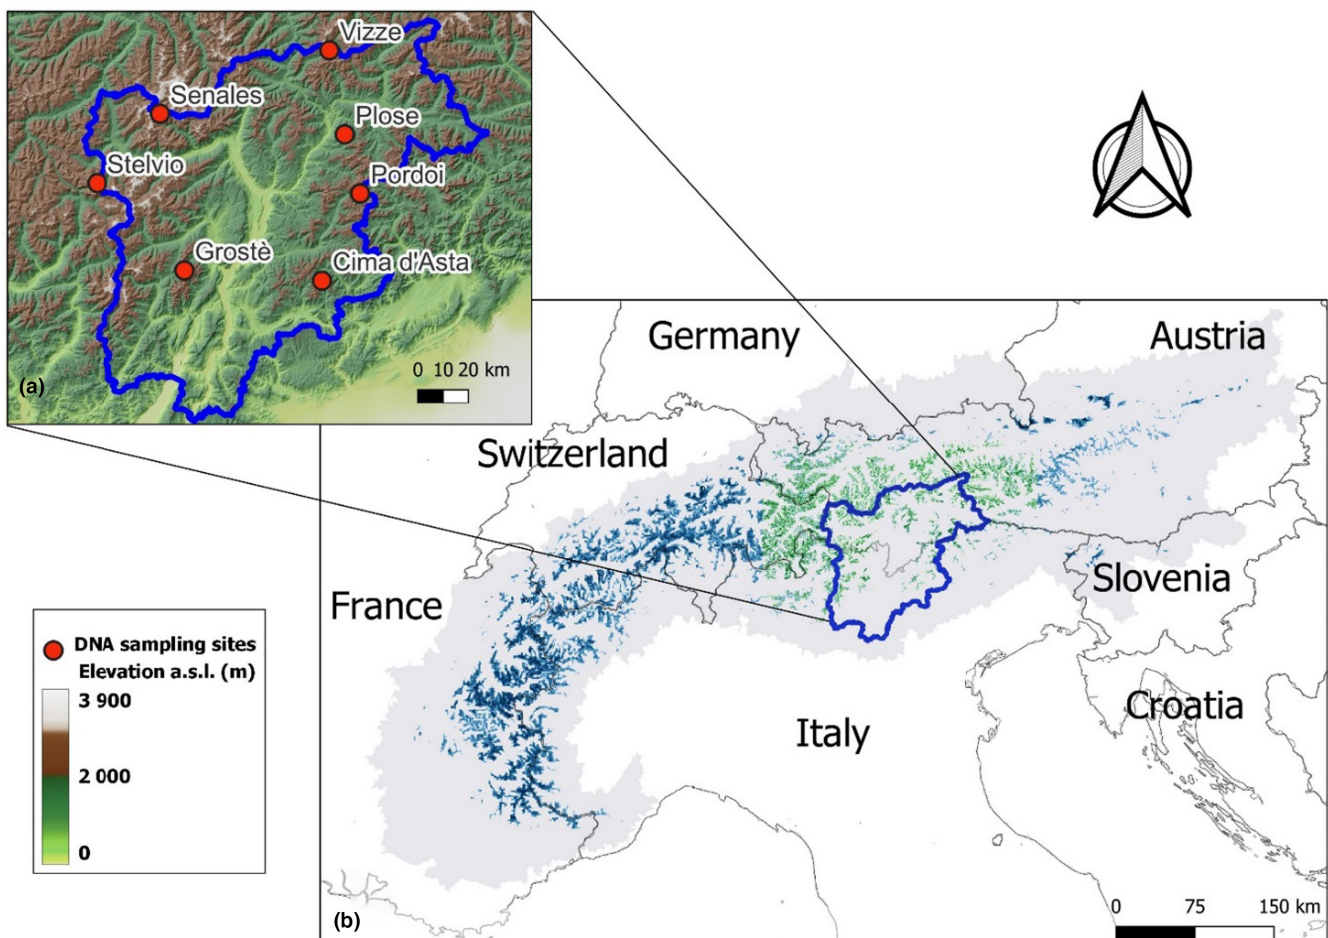 Vizze
Senales
Plose
Stelvio
Pordoi
Grostè
Cima d'Asta
0 10 20 km
(a)
Germany
Austria
Switzerland
France
Slovenia
Croatia
Italy
DNA sampling sites
Elevation a.s.l. (m)
3 900
2 000
0
(b)
0 75 150 km